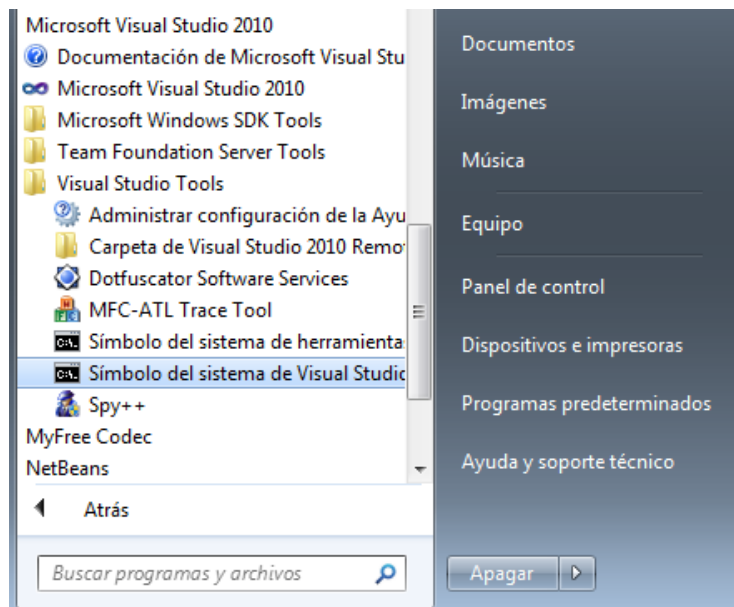 Microsoft Visual Studio 2010
Documentación de Microsoft Visual Stu
Microsoft Visual Studio 2010
Microsoft Windows SDK Tools
Team Foundation Server Tools
Visual Studio Tools
Administrar configuración de la Ayu
Carpeta de Visual Studio 2010 Remo
Dotfuscator Software Services
MFC-ATL Trace Tool
Símbolo del sistema de herramienta
Símbolo del sistema de Visual Studio
Spy++
MyFree Codec
NetBeans
Atrás
Buscar programas y archivos
Documentos
Imágenes
Música
Equipo
Panel de control
Dispositivos e impresoras
Programas predeterminados
Ayuda y soporte técnico
Apagar